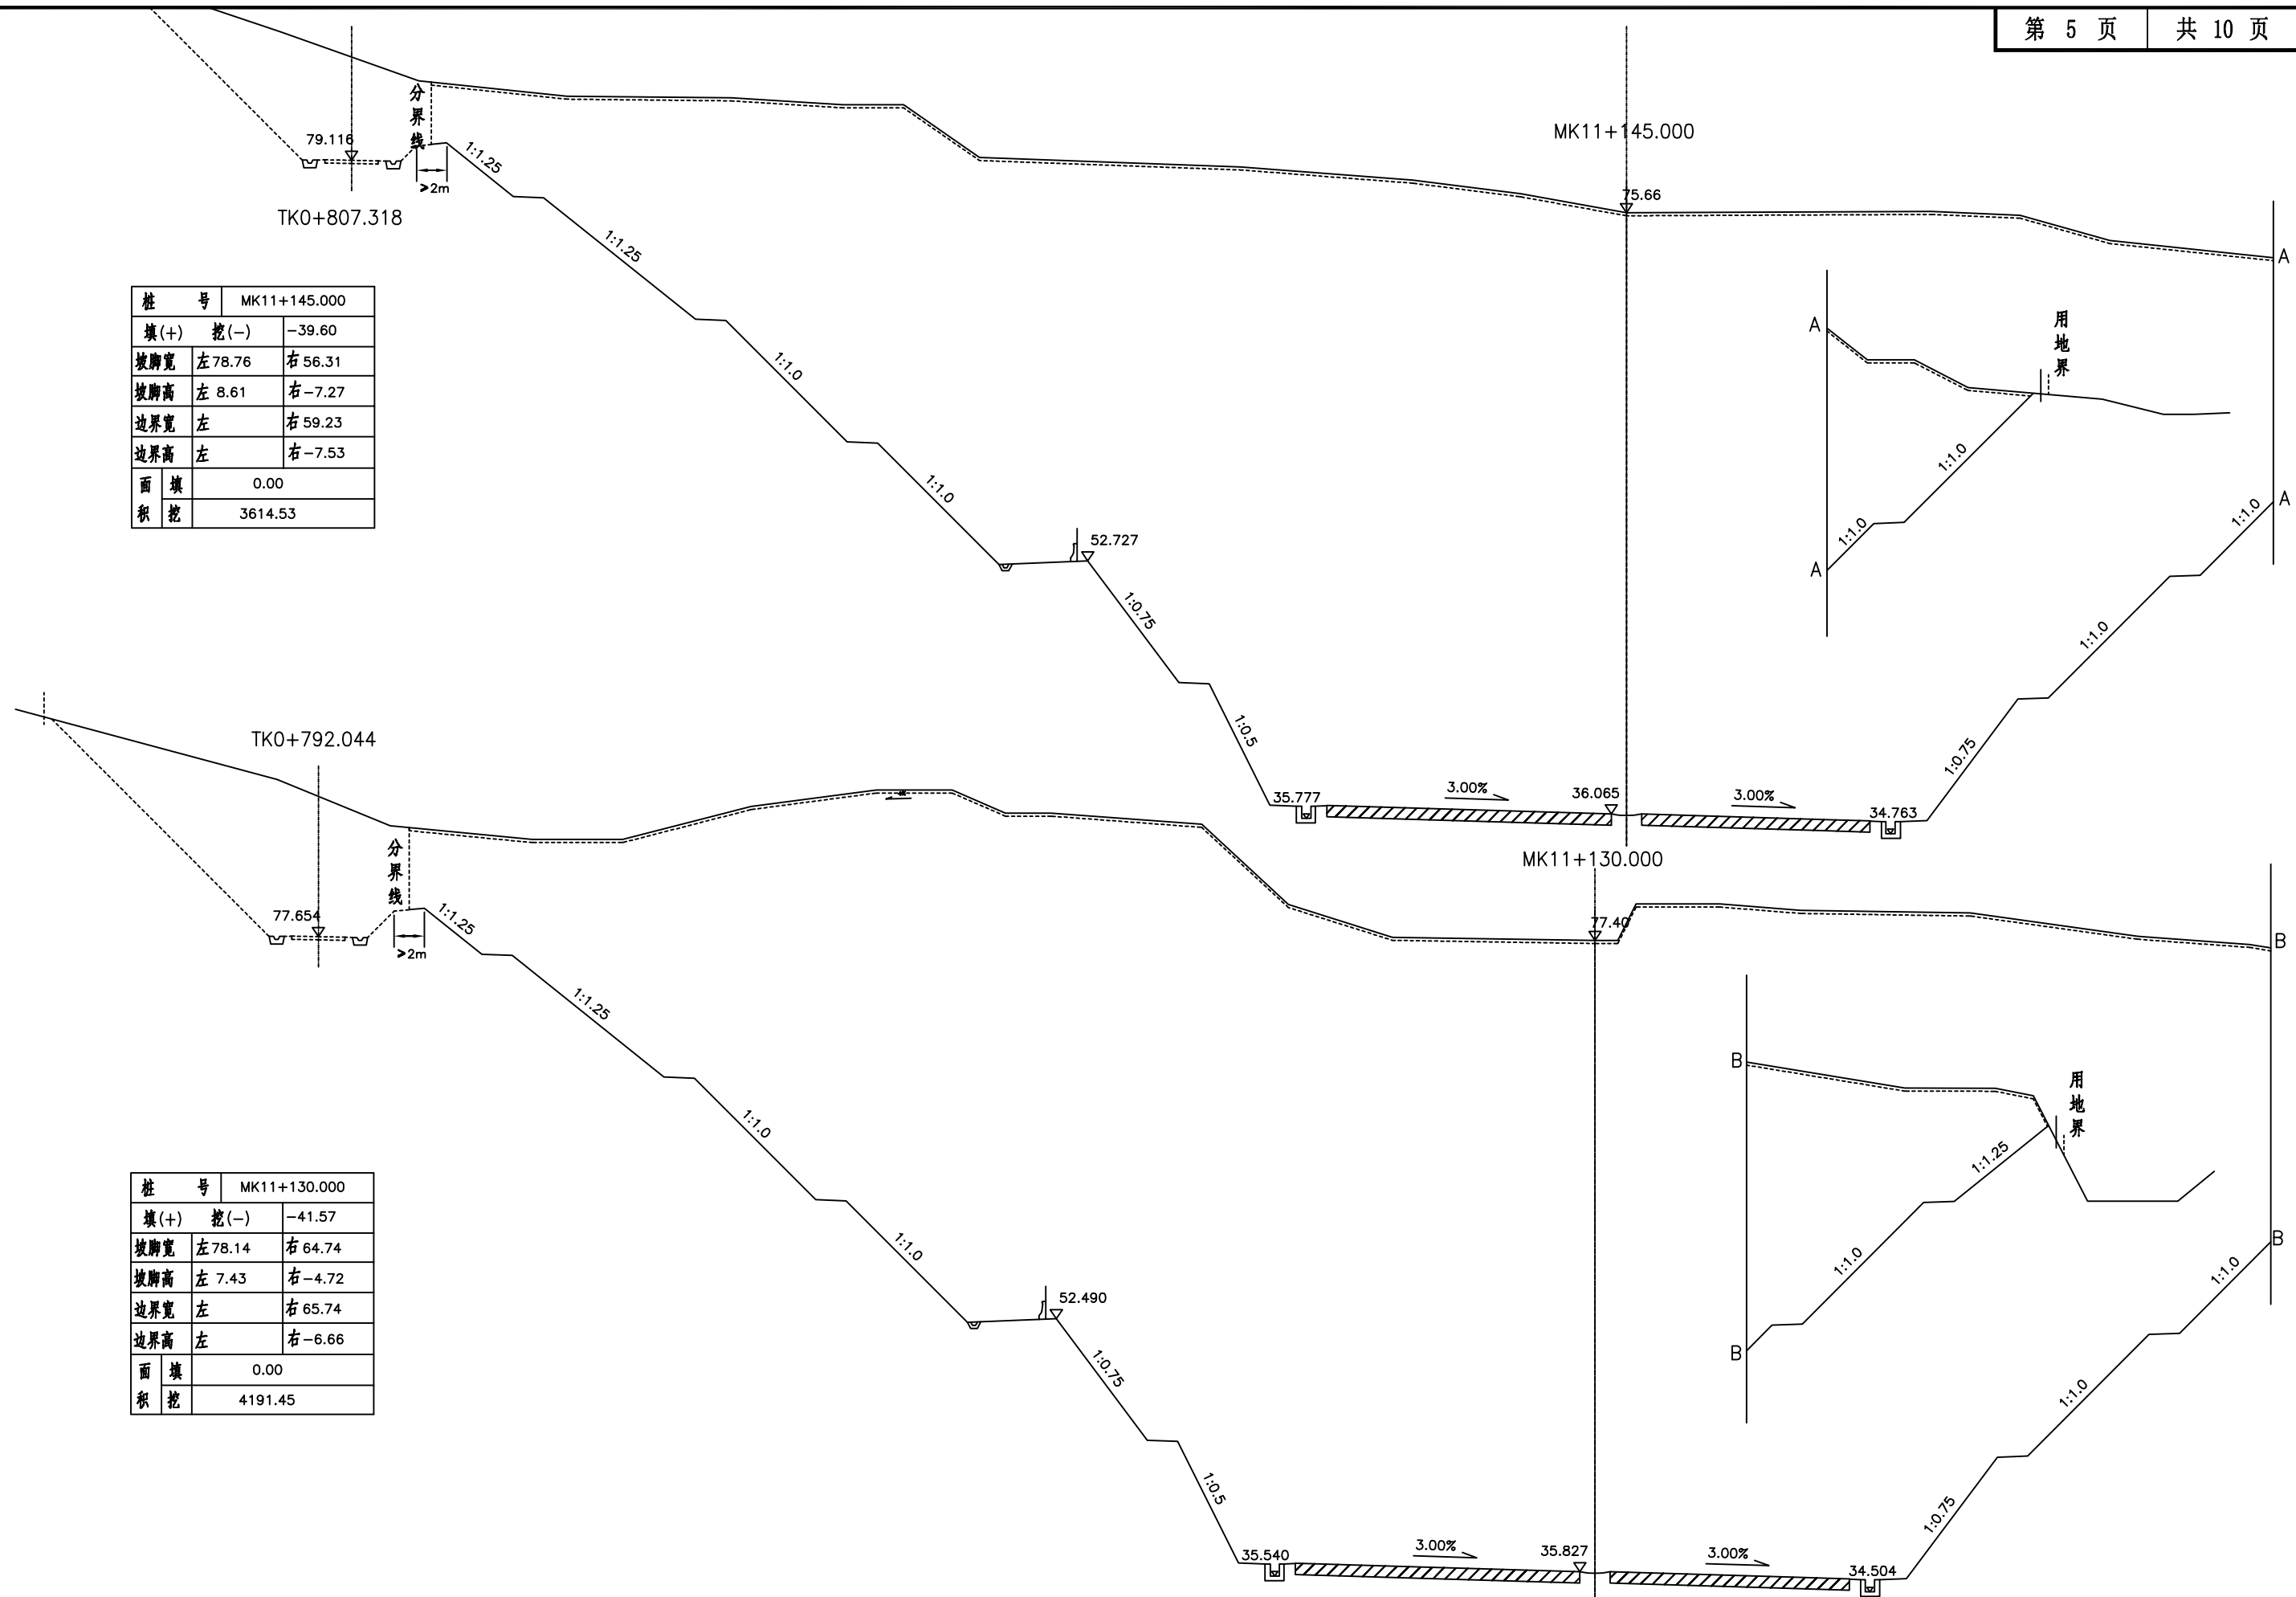 第 5 页 共 10 页
分界线
79.116
1:1.25
>2m
TK0+807.318
MK11+145.000
75.66
1:1.25
A
桩 号 MK11+145.000
填(+) 挖(-) -39.60
坡脚宽 左78.76 右56.31
坡脚高 左 8.61 右-7.27
边界宽 左 右59.23
边界高 左 右-7.53
面积 填 0.00
挖 3614.53
A
用地界
1:1.0
1:1.0
1:1.0
1:1.0
A
1:1.0
A
52.727
1:0.75
1:1.0
1:0.5
1:0.75
35.777
3.00%
36.065
3.00%
34.763
TK0+792.044
分界线
77.654
1:1.25
>2m
MK11+130.000
77.40
B
1:1.25
B
用地界
1:1.25
1:1.0
1:1.0
1:1.0
B
1:1.0
B
桩 号 MK11+130.000
填(+) 挖(-) -41.57
坡脚宽 左78.14 右64.74
坡脚高 左 7.43 右-4.72
边界宽 左 右65.74
边界高 左 右-6.66
面积 填 0.00
挖 4191.45
52.490
1:0.75
1:1.0
1:0.5
1:0.75
35.540
3.00%
35.827
3.00%
34.504